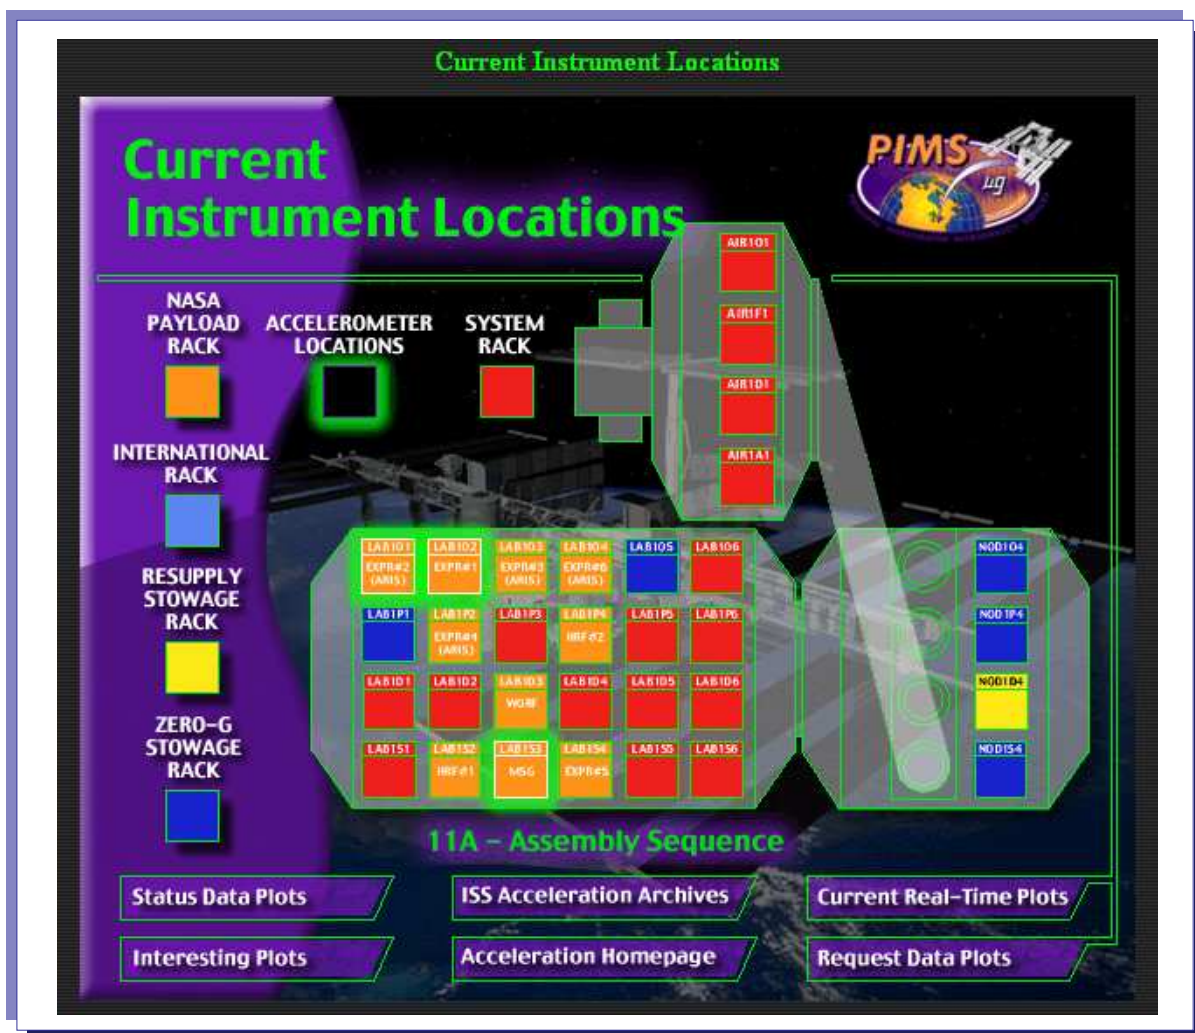 Current Instrument Locations
Current
Instrument Locations
PIMS
µg
NASA
PAYLOAD
RACK
ACCELEROMETER
LOCATIONS
SYSTEM
RACK
INTERNATIONAL
RACK
RESUPPLY
STOWAGE
RACK
ZERO-G
STOWAGE
RACK
AIR1O1
AIR1F1
AIR1D1
AIR1A1
LAB1O1
EXPR#2
(ARIS)
LAB1O2
EXPR#1
LAB1O3
EXPR#3
(ARIS)
LAB1O4
EXPR#6
(ARIS)
LAB1O5
LAB1O6
LAB1P1
LAB1P2
EXPR#4
(ARIS)
LAB1P3
LAB1P4
HRF#2
LAB1P5
LAB1P6
LAB1D1
LAB1D2
LAB1D3
WORF
LAB1D4
LAB1D5
LAB1D6
LAB1S1
LAB1S2
HRF#1
LAB1S3
MSG
LAB1S4
EXPR#5
LAB1S5
LAB1S6
NOD1O4
NOD1P4
NOD1D4
NOD1S4
11A – Assembly Sequence
Status Data Plots
ISS Acceleration Archives
Current Real-Time Plots
Interesting Plots
Acceleration Homepage
Request Data Plots